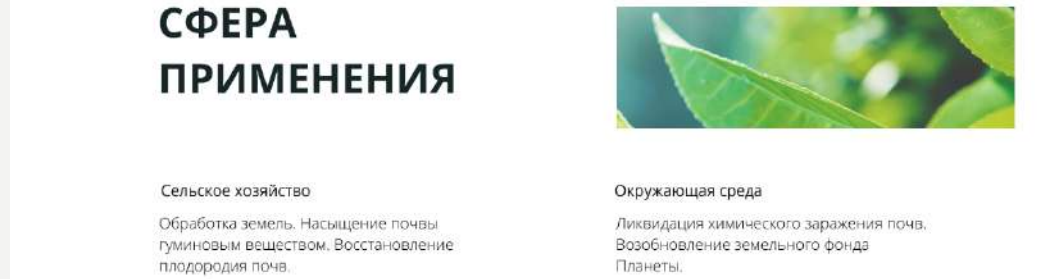 СФЕРА
ПРИМЕНЕНИЯ
Сельское хозяйство
Обработка земель. Насыщение почвы
гуминовым веществом. Восстановление
плодородия почв.
Окружающая среда
Ликвидация химического заражения почв.
Возобновление земельного фонда
Планеты.